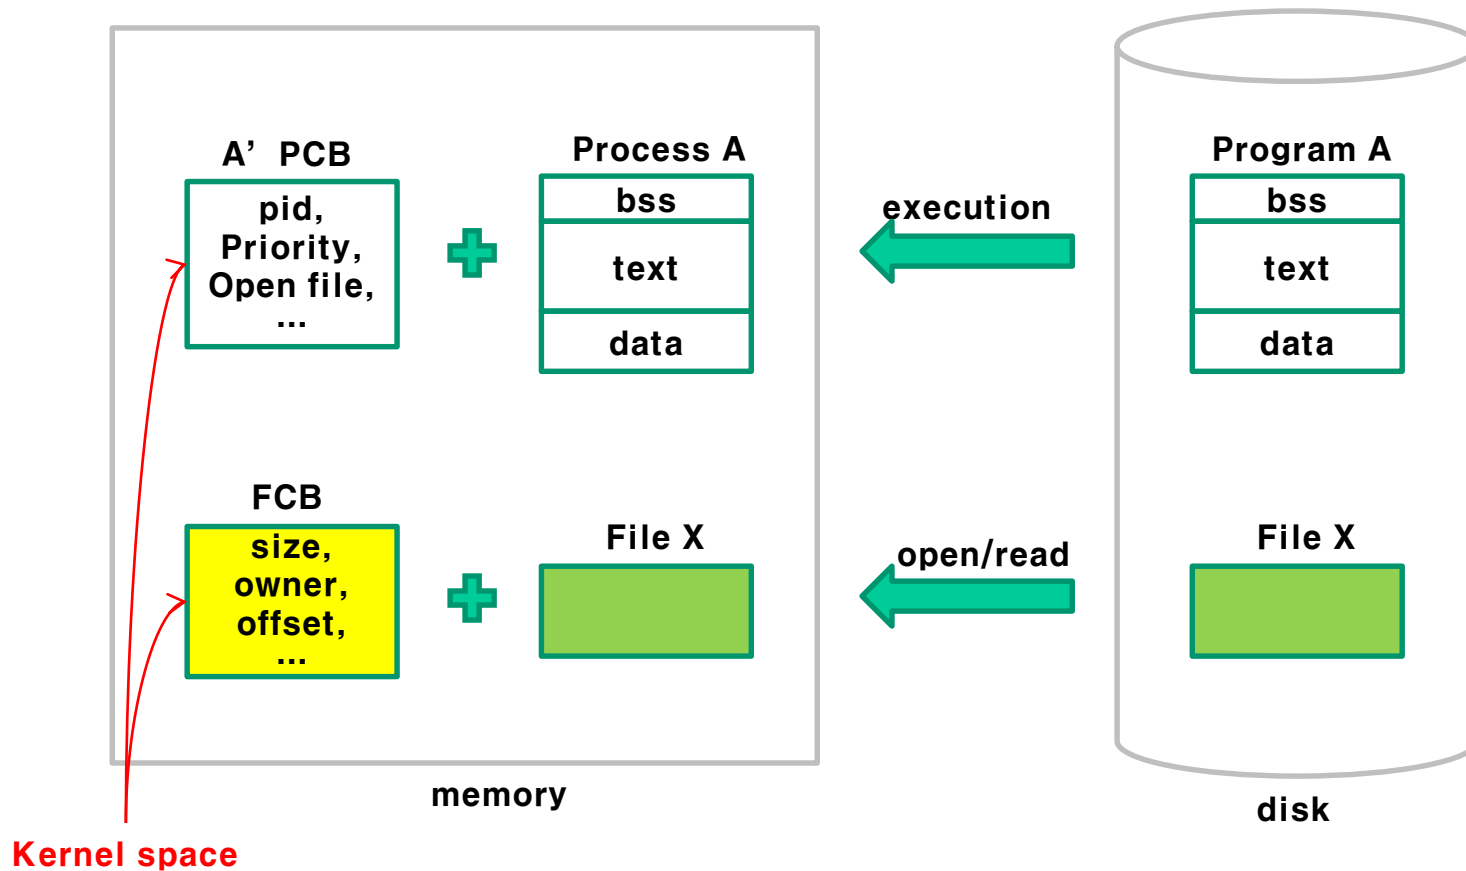 A’ PCB
pid,
Priority,
Open file,
...
Process A
bss
text
data
execution
Program A
bss
text
data
FCB
size,
owner,
offset,
...
File X
open/read
File X
memory
disk
Kernel space